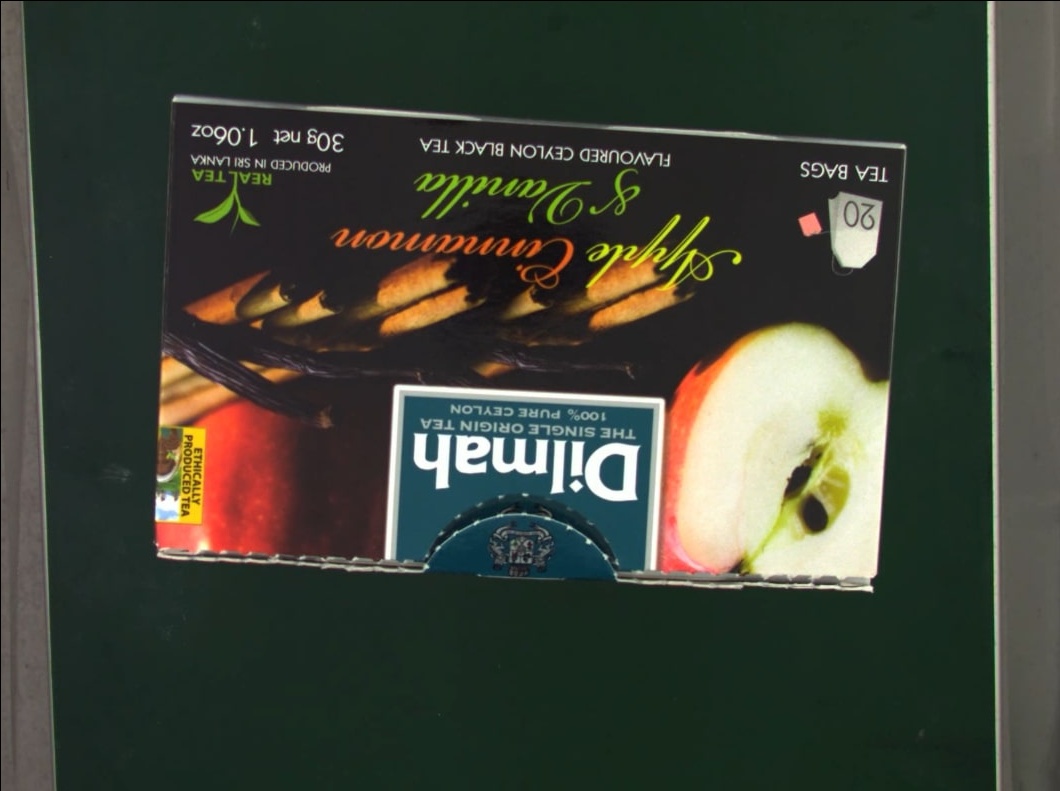 Dilmah
THE SINGLE ORIGIN TEA
100% PURE CEYLON
ETHICALLY
PRODUCED TEA
Apple Cinnamon
& Vanilla
20
TEA BAGS
FLAVOURED CEYLON BLACK TEA
REAL TEA
PRODUCED IN SRI LANKA
30g net 1.06oz